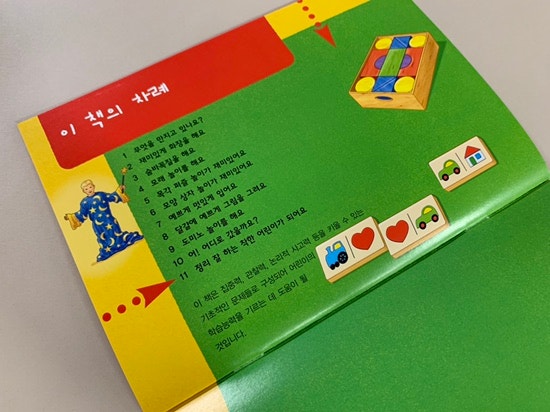 이 책의 차례
1 무엇을 만지고 있나요?
2 재미있게 화장을 해요
3 숨바꼭질을 해요
4 모래 놀이를 해요
5 목각 퍼즐 놀이가 재미있어요
6 모양 상자 놀이가 재미있어요
7 예쁘게 멋있게 입어요
8 달걀에 예쁘게 그림을 그려요
9 도미노 놀이를 해요
10 어! 어디로 갔을까요?
11 정리 잘 하는 착한 어린이가 되어요
이 책은 집중력, 관찰력, 논리적 사고력 등을 키울 수 있는
기초적인 문제들로 구성되어 어린이의
학습능력을 기르는 데 도움이 될
것입니다.